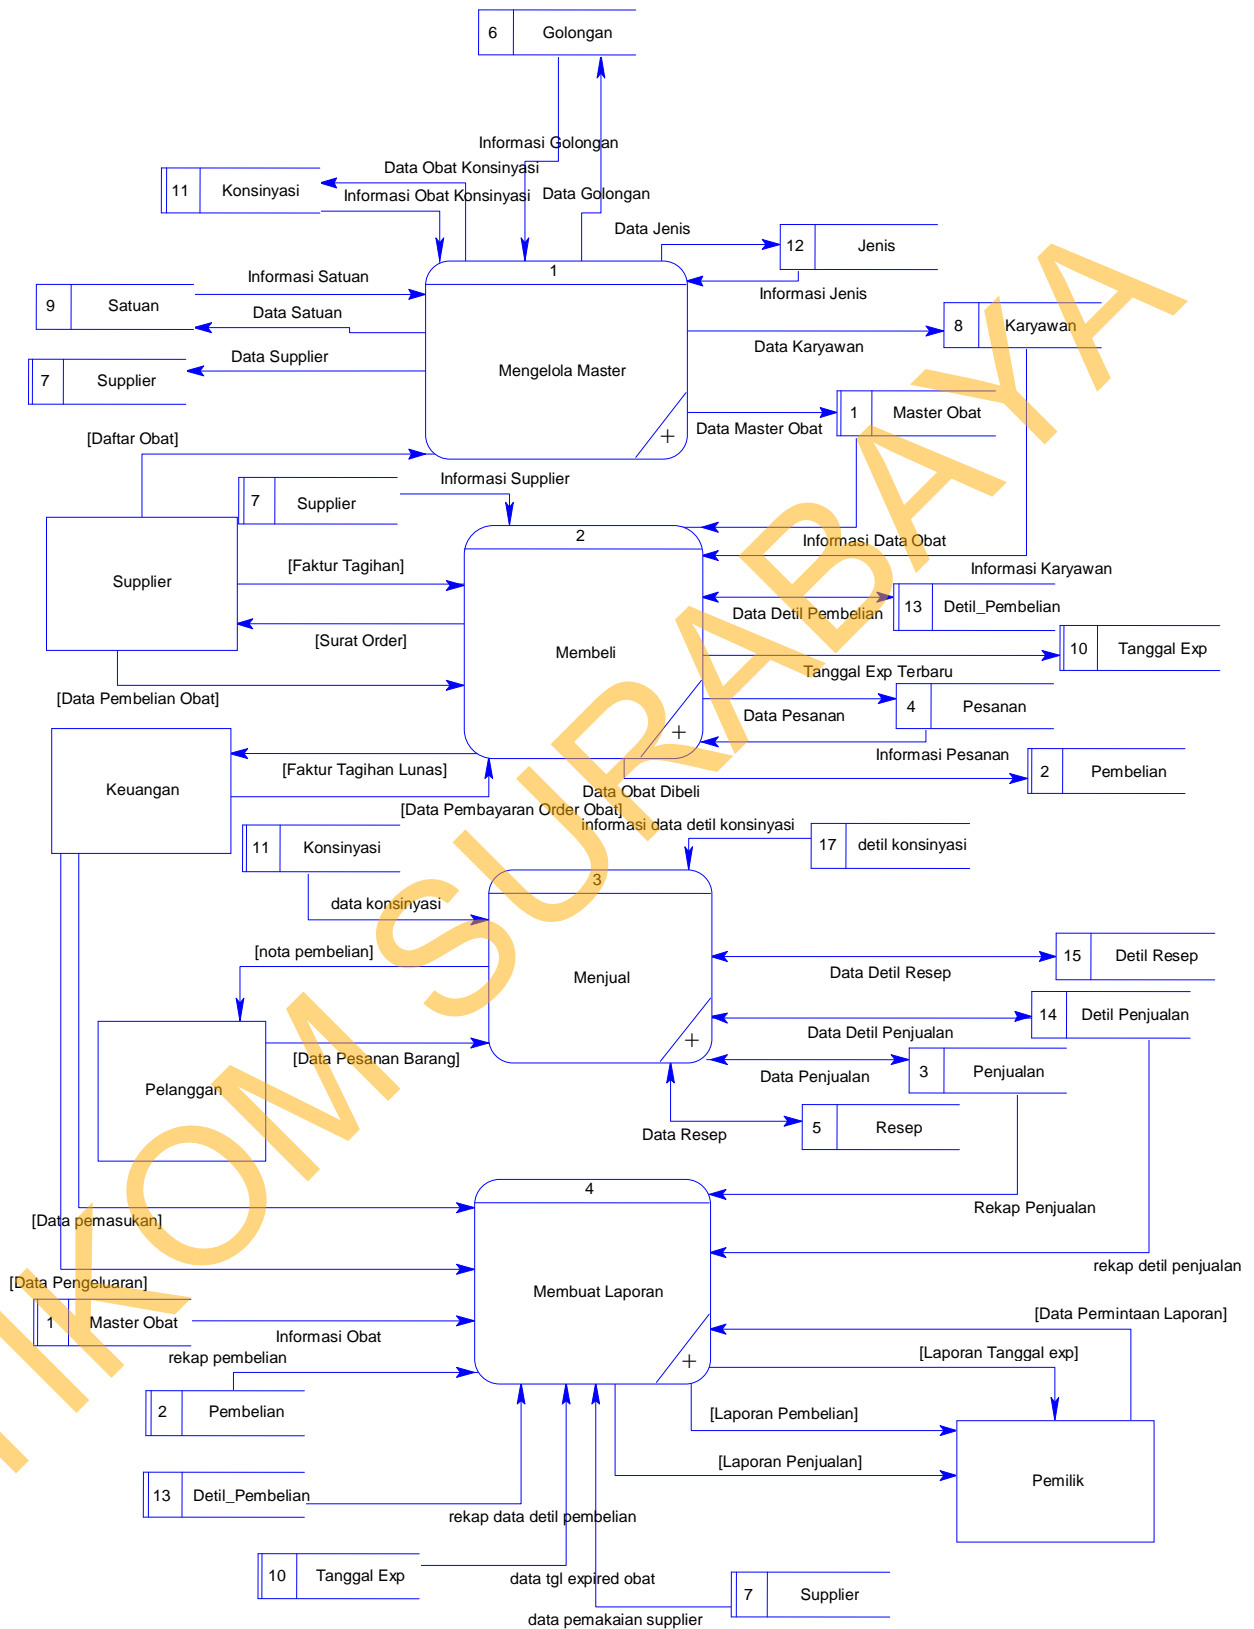 6 Golongan
Informasi Golongan
Data Obat Konsinyasi
11 Konsinyasi
Informasi Obat Konsinyasi
Data Golongan
Data Jenis
12 Jenis
1
Informasi Satuan
Informasi Jenis
9 Satuan
Data Satuan
8 Karyawan
Data Karyawan
Data Supplier
7 Supplier
Mengelola Master
1 Master Obat
Data Master Obat
+
[Daftar Obat]
Informasi Supplier
7 Supplier
2
Informasi Data Obat
[Faktur Tagihan]
Informasi Karyawan
Supplier
Data Detil Pembelian
13 Detil_Pembelian
[Surat Order]
Membeli
10 Tanggal Exp
Tanggal Exp Terbaru
[Data Pembelian Obat]
4 Pesanan
Data Pesanan
+
Informasi Pesanan
[Faktur Tagihan Lunas]
2 Pembelian
Keuangan
Data Obat Dibeli
[Data Pembayaran Order Obat]
informasi data detil konsinyasi
11 Konsinyasi
17 detil konsinyasi
3
data konsinyasi
[nota pembelian]
15 Detil Resep
Data Detil Resep
Menjual
14 Detil Penjualan
Data Detil Penjualan
+
[Data Pesanan Barang]
3 Penjualan
Data Penjualan
Pelanggan
5 Resep
Data Resep
4
Rekap Penjualan
[Data pemasukan]
rekap detil penjualan
[Data Pengeluaran]
Membuat Laporan
[Data Permintaan Laporan]
1 Master Obat
Informasi Obat
rekap pembelian
[Laporan Tanggal exp]
+
2 Pembelian
[Laporan Pembelian]
[Laporan Penjualan]
Pemilik
13 Detil_Pembelian
rekap data detil pembelian
10 Tanggal Exp
data tgl expired obat
7 Supplier
data pemakaian supplier
IKOM SURABAYA